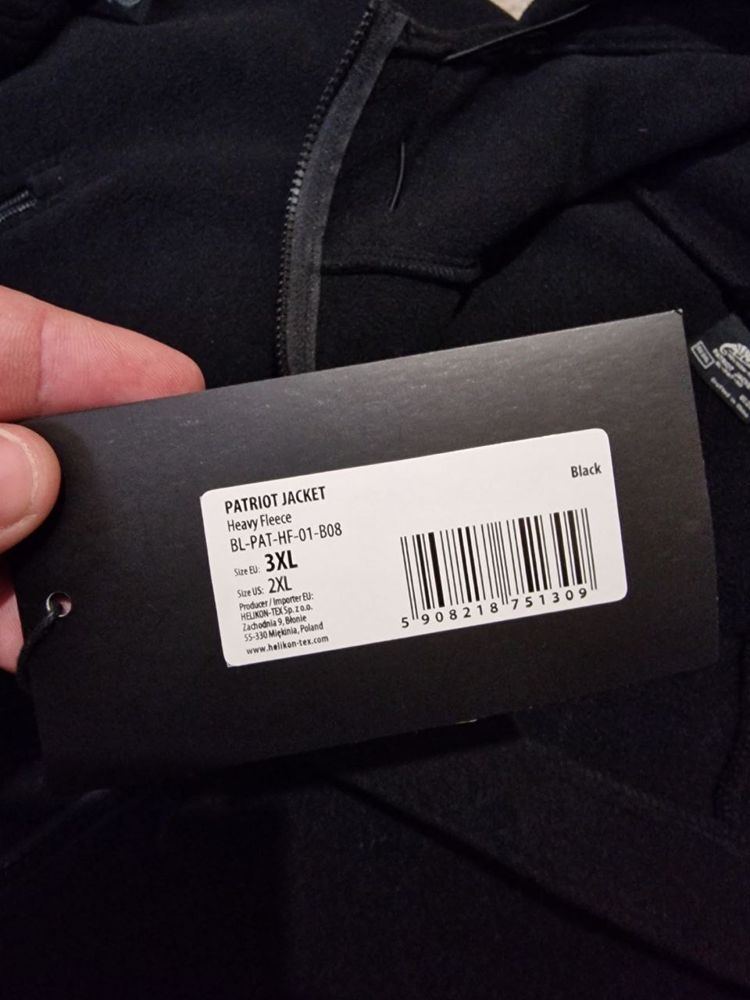 PATRIOT JACKET
Heavy Fleece
BL-PAT-HF-01-B08
Size EU: 3XL
Size US: 2XL
Producer / Importer EU:
HELIKON-TEX Sp. z o.o.
Zachodnia 9, Błonie
55-330 Miękinia, Poland
www.helikon-tex.com
Black
5 908218 751309